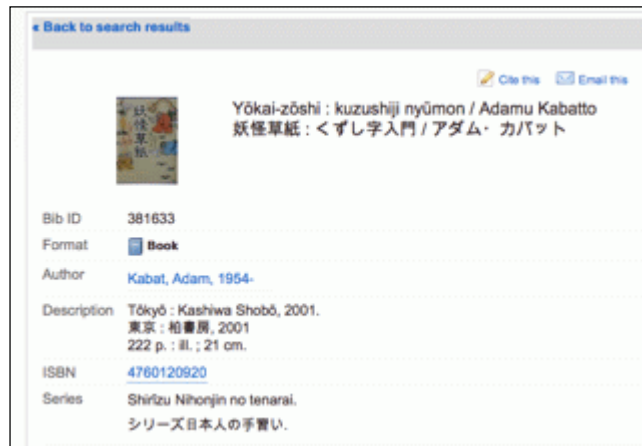 « Back to search results
Cite this Email this
妖怪草紙
Yōkai-zōshi : kuzushiji nyūmon / Adamu Kabatto
妖怪草紙 : くずし字入門 / アダム・ カバット
Bib ID 381633
Format Book
Author Kabat, Adam, 1954-
Description Tōkyō : Kashiwa Shobō, 2001.
東京 : 柏書房, 2001
222 p. : ill. ; 21 cm.
ISBN 4760120920
Series Shirīzu Nihonjin no tenarai.
シリーズ日本人の手習い.